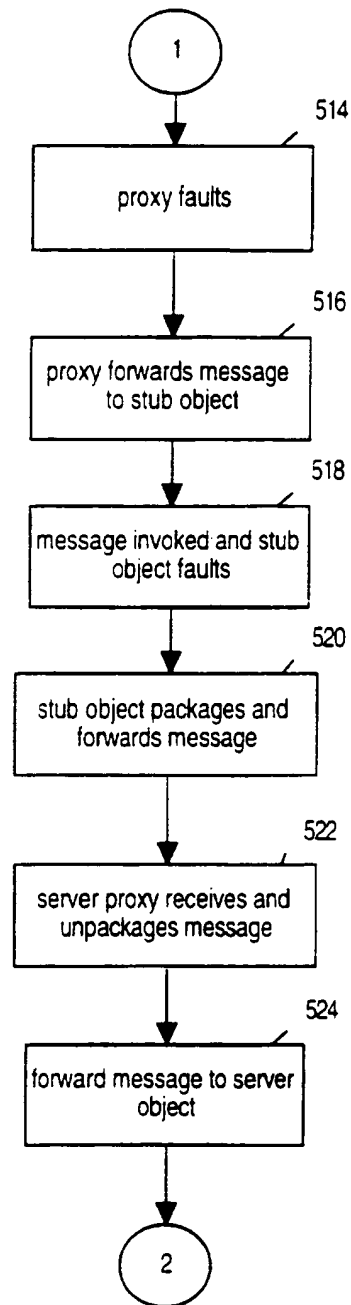 1
514
proxy faults
516
proxy forwards message
to stub object
518
message invoked and stub
object faults
520
stub object packages and
forwards message
522
server proxy receives and
unpackages message
524
forward message to server
object
2